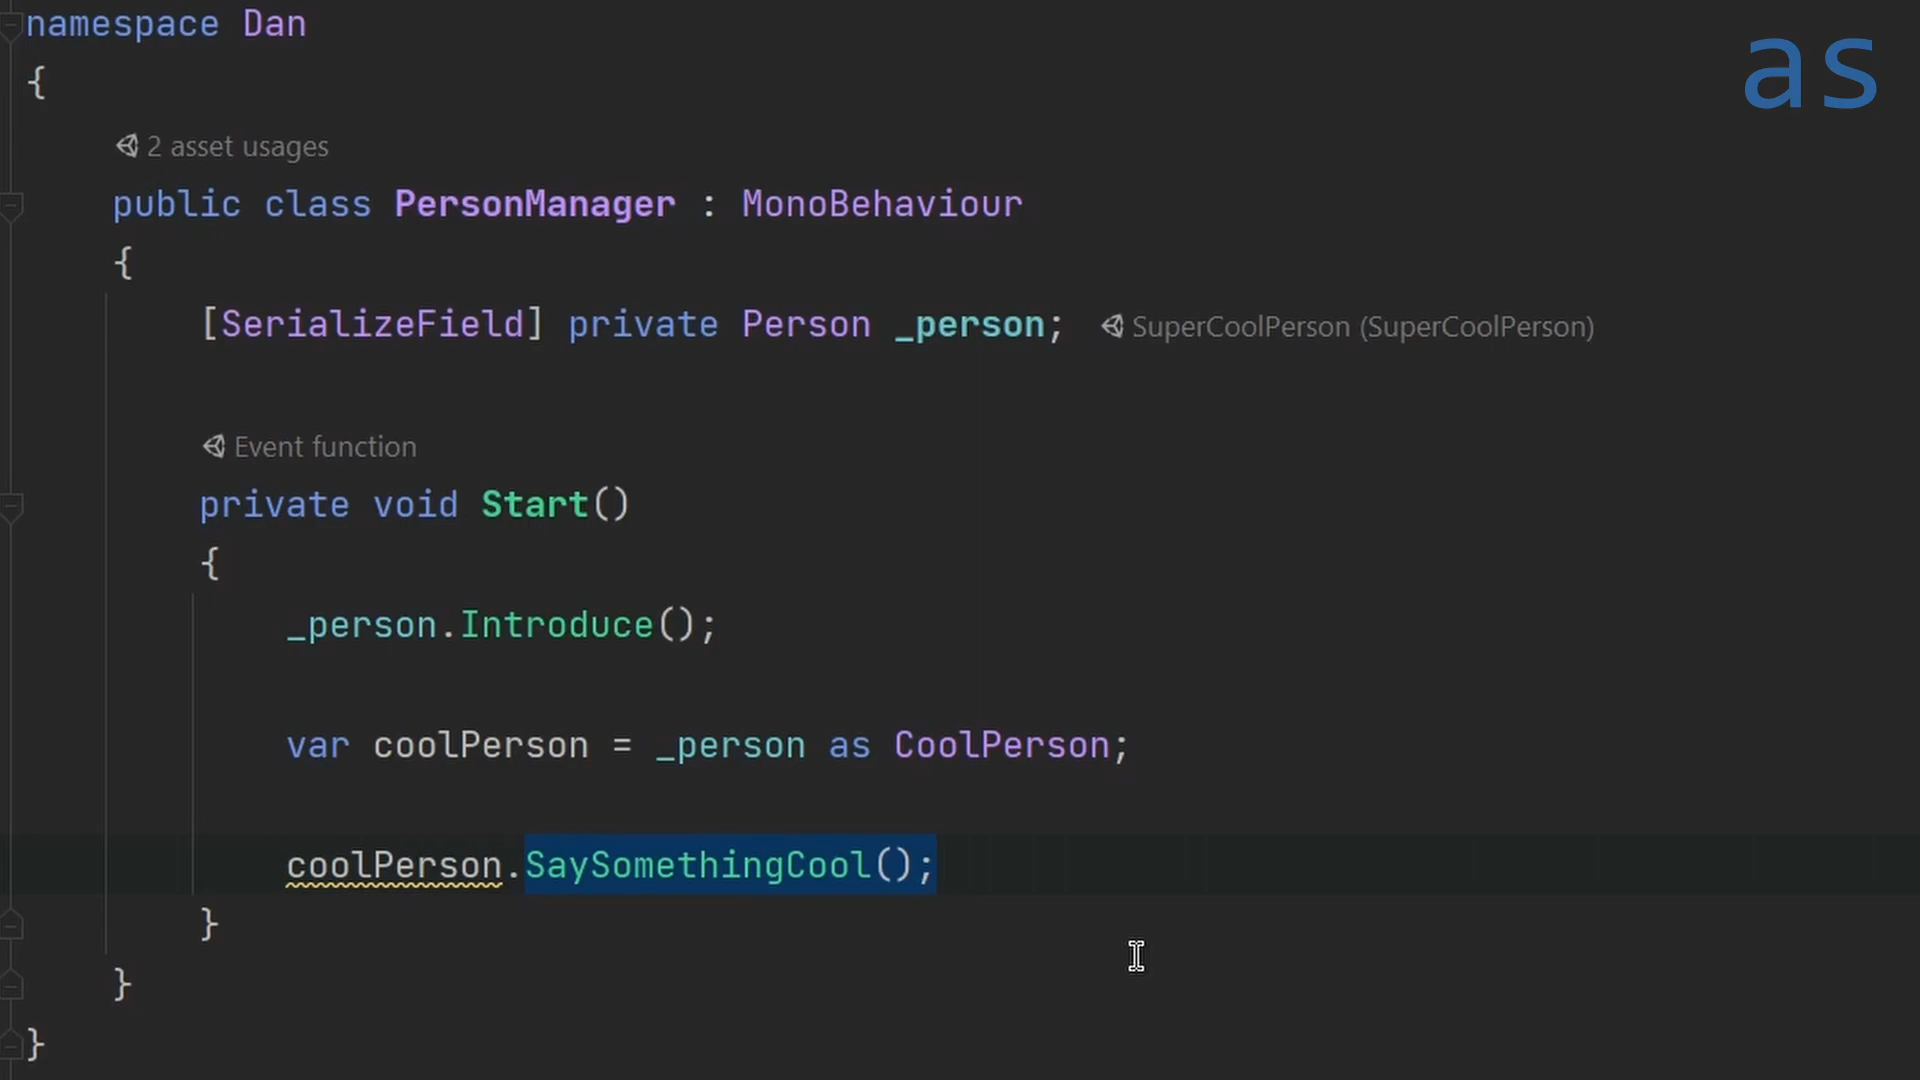 namespace Dan
as
{
2 asset usages
public class PersonManager : MonoBehaviour
{
[SerializeField] private Person _person; SuperCoolPerson (SuperCoolPerson)
Event function
private void Start()
{
_person.Introduce();
var coolPerson = _person as CoolPerson;
coolPerson.SaySomethingCool();
}
}
}